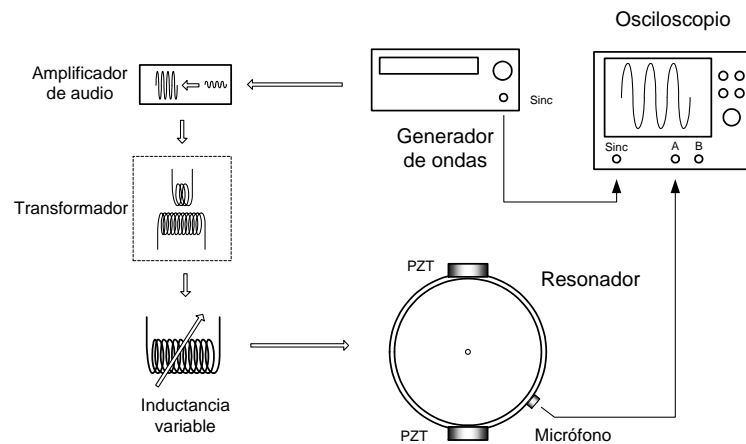 Osciloscopio
Amplificador
de audio
Sinc
Generador
de ondas
Sinc
A
B
Transformador
PZT
Resonador
Inductancia
variable
PZT
Micrófono